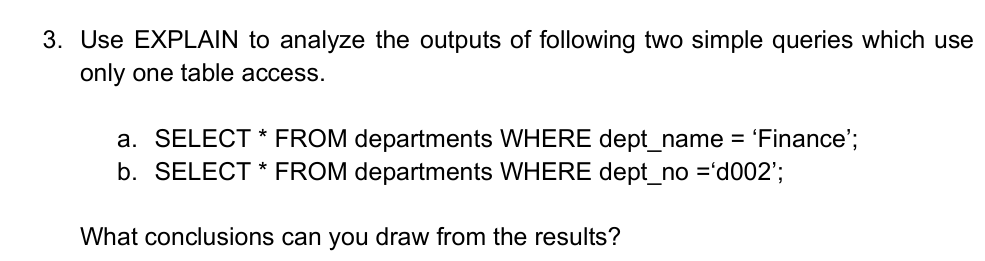 3. Use EXPLAIN to analyze the outputs of following two simple queries which use
only one table access.
a. SELECT * FROM departments WHERE dept_name = ‘Finance’;
b. SELECT * FROM departments WHERE dept_no =‘d002’;
What conclusions can you draw from the results?